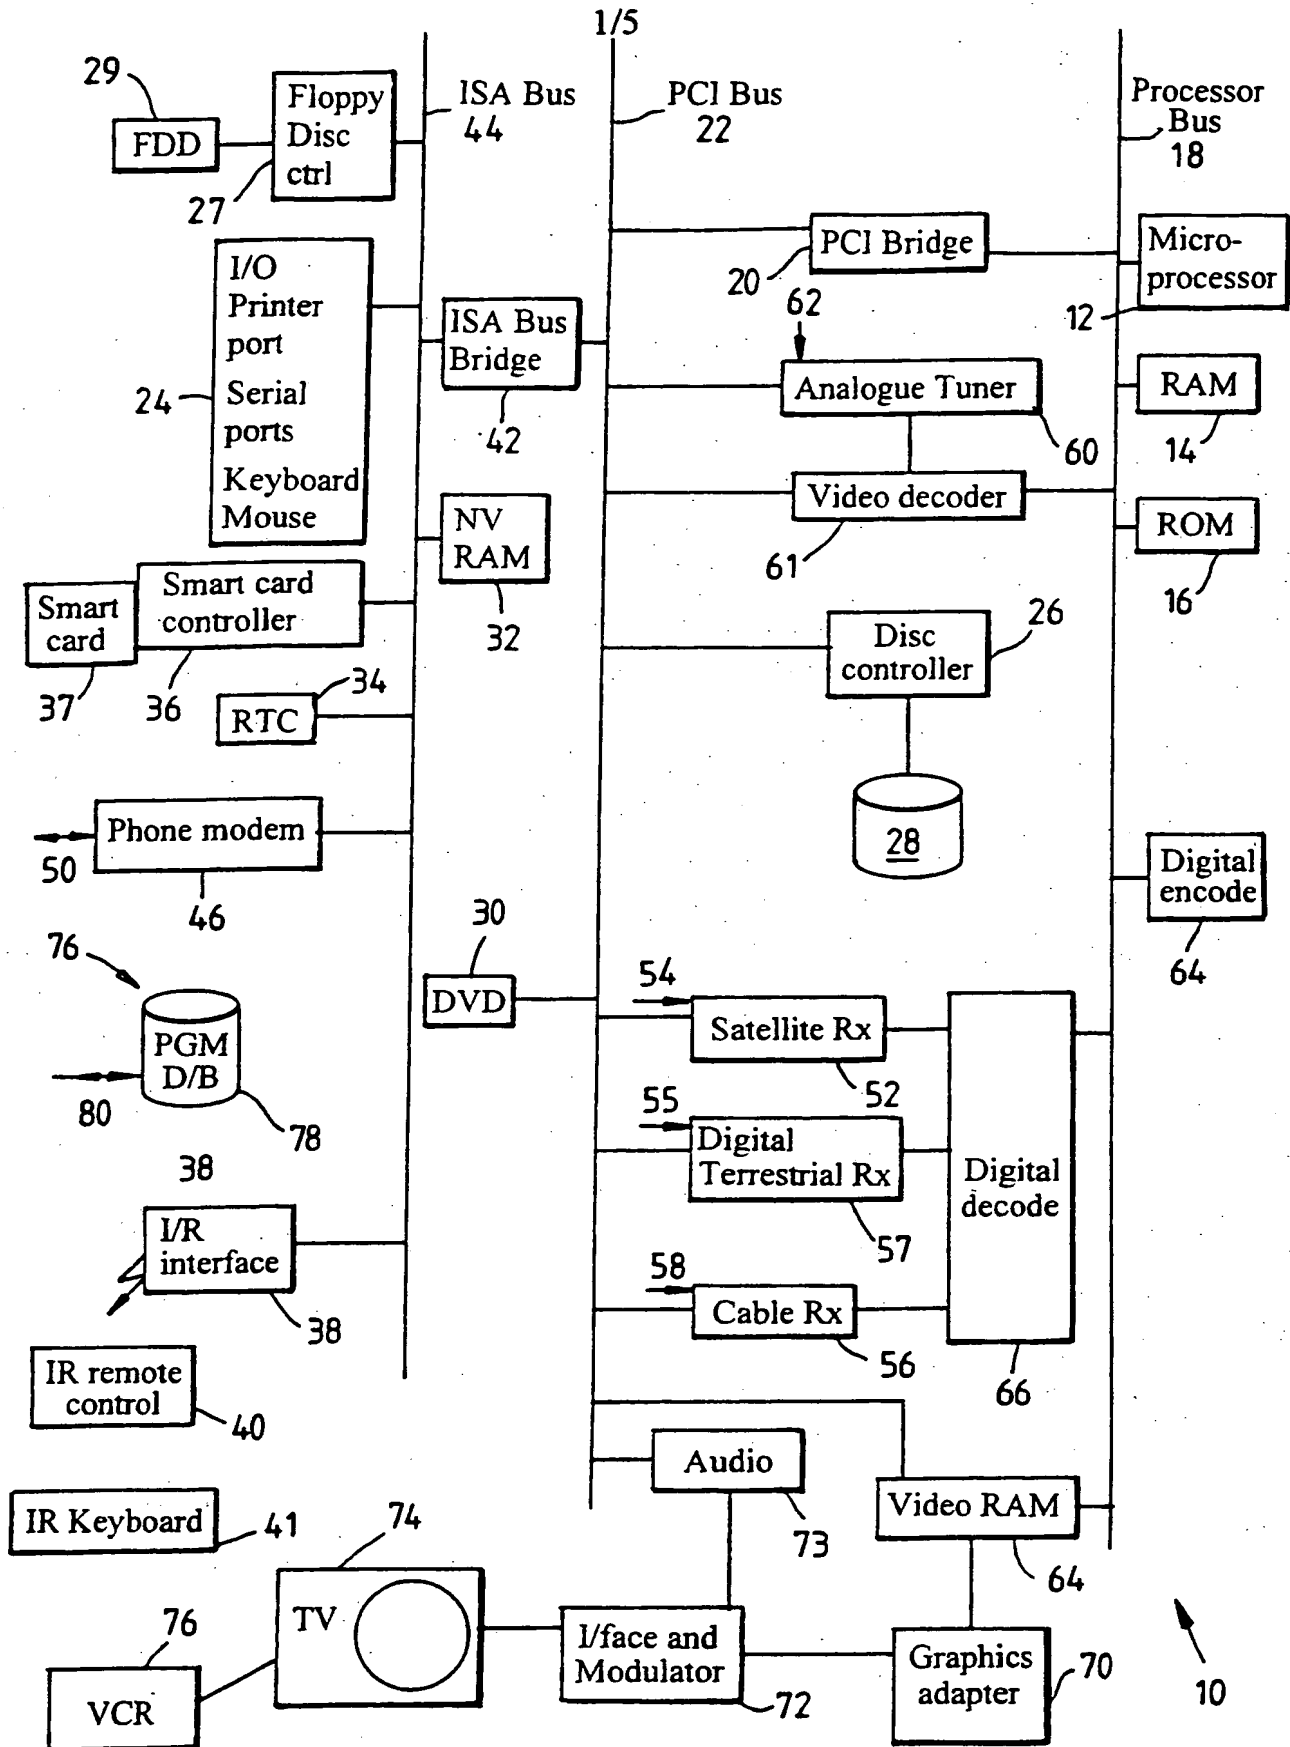 1/5
29
FDD
Floppy
Disc
ctrl
27
ISA Bus
44
PCI Bus
22
Processor
Bus
18
I/O
Printer
port
Serial
ports
Keyboard
Mouse
24
ISA Bus
Bridge
42
PCI Bridge
20
Micro-
processor
12
62
Analogue Tuner
60
RAM
14
Video decoder
61
ROM
16
NV
RAM
32
Smart card
controller
36
Smart
card
37
Disc
controller
26
28
34
RTC
Phone modem
50
46
Digital
encode
64
30
DVD
76
PGM
D/B
80
78
38
54
Satellite Rx
52
55
Digital
Terrestrial Rx
57
58
Cable Rx
56
Digital
decode
66
I/R
interface
38
IR remote
control
40
IR Keyboard
41
Audio
73
Video RAM
64
74
TV
76
VCR
I/face and
Modulator
72
Graphics
adapter
70
10